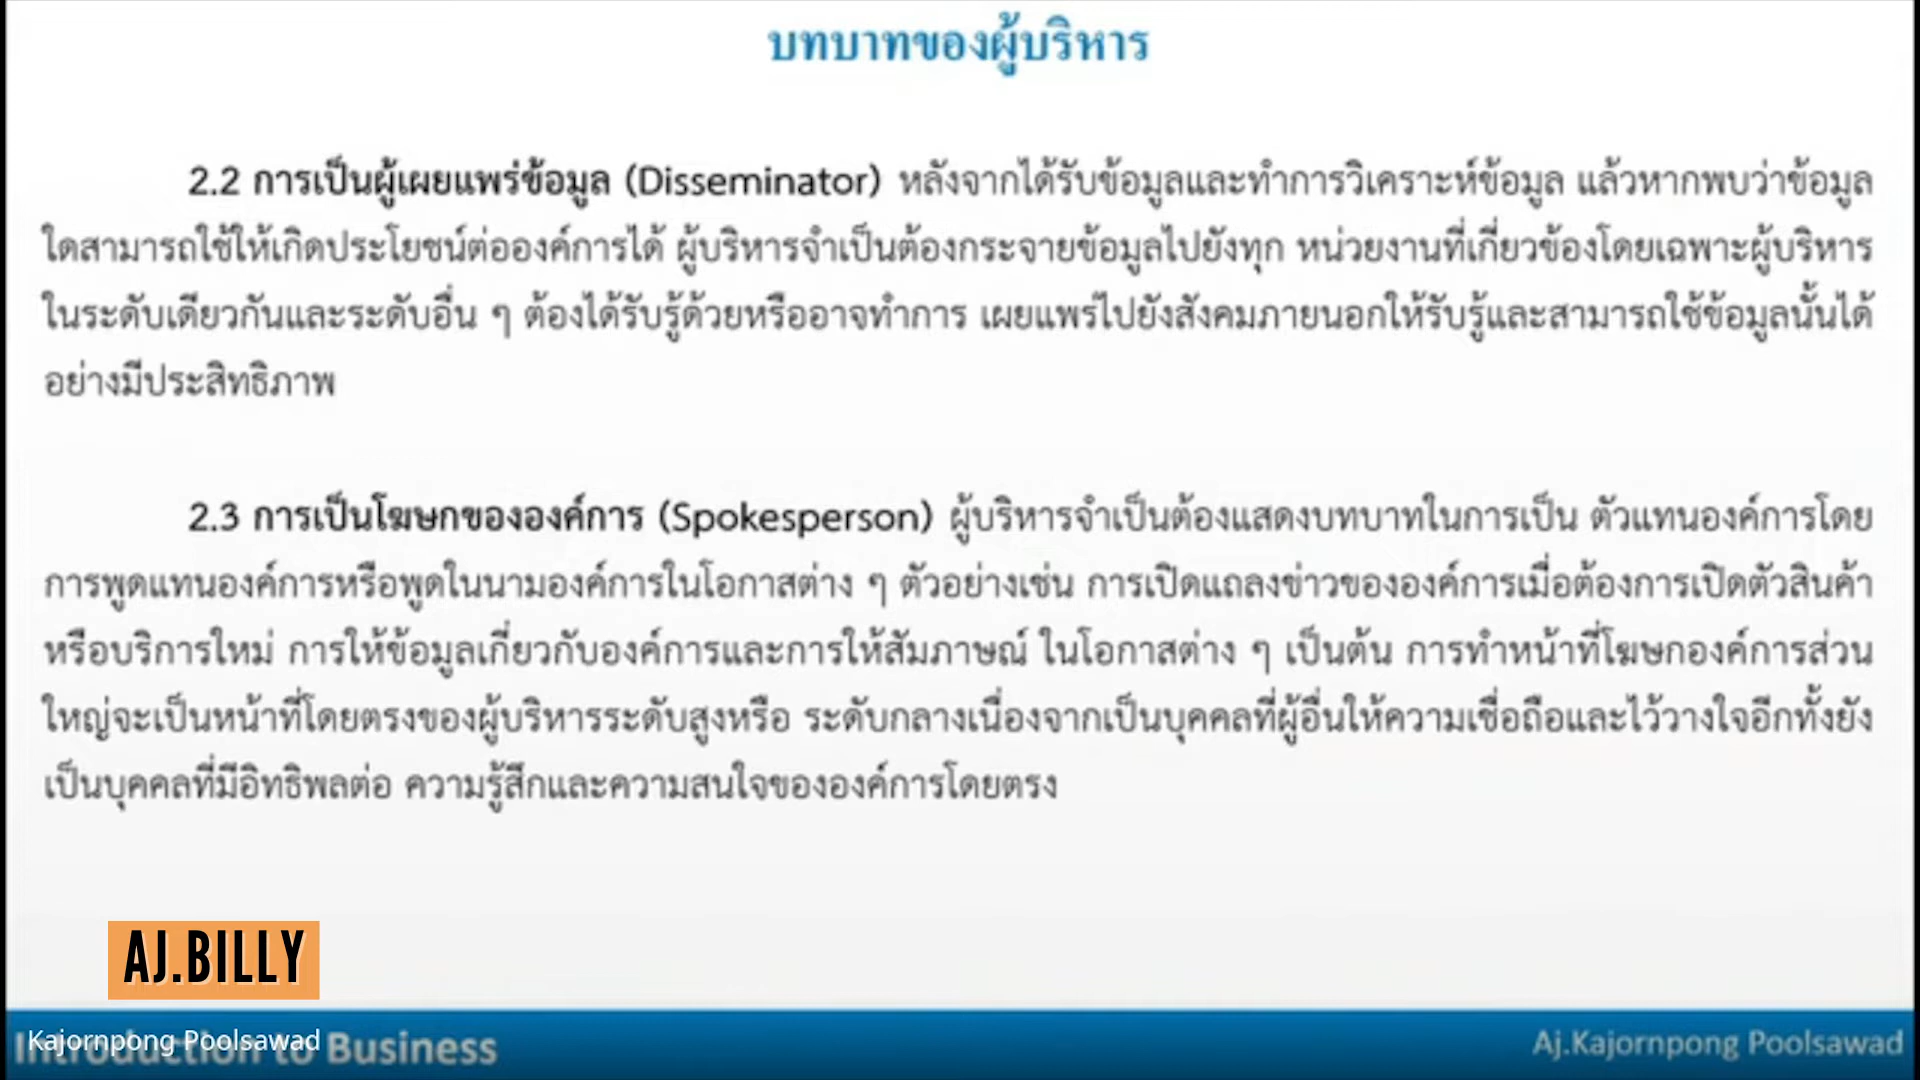 บทบาทของผู้บริหาร
2.2 การเป็นผู้เผยแพร่ข้อมูล (Disseminator) หลังจากได้รับข้อมูลและทำการวิเคราะห์ข้อมูล แล้วหากพบว่าข้อมูล
ใดสามารถใช้ให้เกิดประโยชน์ต่อองค์การได้ ผู้บริหารจำเป็นต้องกระจายข้อมูลไปยังทุก หน่วยงานที่เกี่ยวข้องโดยเฉพาะผู้บริหาร
ในระดับเดียวกันและระดับอื่น ๆ ต้องได้รับรู้ด้วยหรืออาจทำการ เผยแพร่ไปยังสังคมภายนอกให้รับรู้และสามารถใช้ข้อมูลนั้นได้
อย่างมีประสิทธิภาพ
2.3 การเป็นโฆษกขององค์การ (Spokesperson) ผู้บริหารจำเป็นต้องแสดงบทบาทในการเป็น ตัวแทนองค์การโดย
การพูดแทนองค์การหรือพูดในนามองค์การในโอกาสต่าง ๆ ตัวอย่างเช่น การเปิดแถลงข่าวขององค์การเมื่อต้องการเปิดตัวสินค้า
หรือบริการใหม่ การให้ข้อมูลเกี่ยวกับองค์การและการให้สัมภาษณ์ ในโอกาสต่าง ๆ เป็นต้น การทำหน้าที่โฆษกองค์การส่วน
ใหญ่จะเป็นหน้าที่โดยตรงของผู้บริหารระดับสูงหรือ ระดับกลางเนื่องจากเป็นบุคคลที่ผู้อื่นให้ความเชื่อถือและไว้วางใจอีกทั้งยัง
เป็นบุคคลที่มีอิทธิพลต่อ ความรู้สึกและความสนใจขององค์การโดยตรง
AJ.BILLY
Kajornpong Poolsawad
Introduction to Business
Aj.Kajornpong Poolsawad